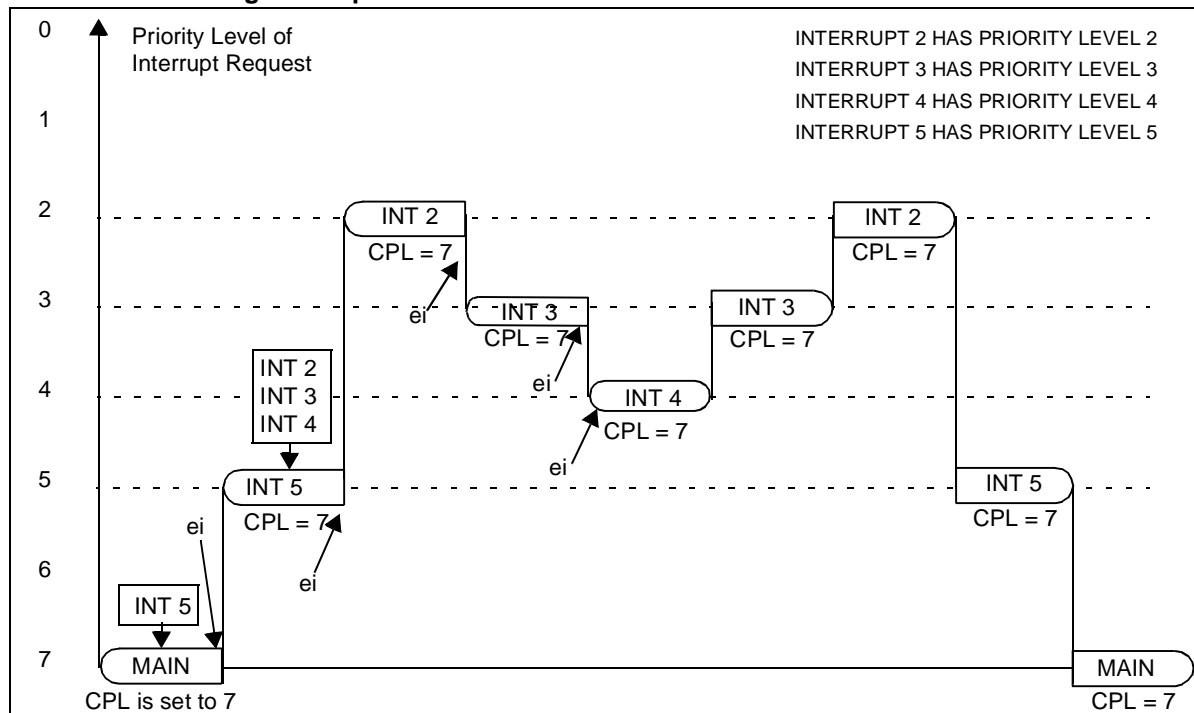 0
Priority Level of
Interrupt Request
INTERRUPT 2 HAS PRIORITY LEVEL 2
INTERRUPT 3 HAS PRIORITY LEVEL 3
INTERRUPT 4 HAS PRIORITY LEVEL 4
INTERRUPT 5 HAS PRIORITY LEVEL 5
1
2
INT 2
CPL = 7
INT 2
CPL = 7
ei
3
INT 3
CPL = 7
INT 3
CPL = 7
ei
INT 2
INT 3
INT 4
4
INT 4
CPL = 7
ei
5
INT 5
CPL = 7
INT 5
CPL = 7
ei
ei
6
INT 5
7
MAIN
CPL is set to 7
MAIN
CPL = 7